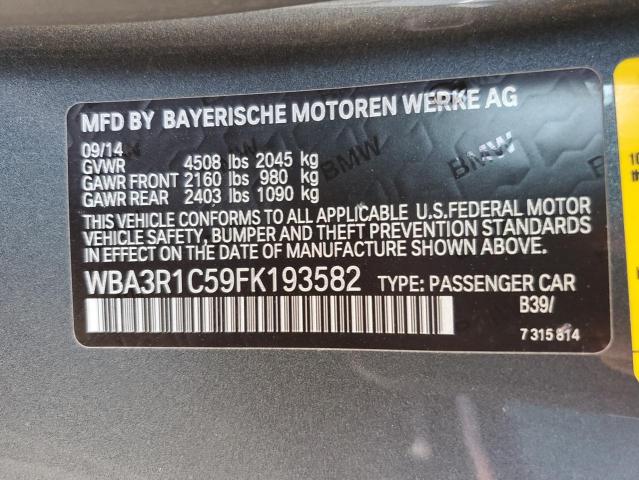 MFD BY BAYERISCHE MOTOREN WERKE AG
09/14
GVWR 4508 lbs 2045 kg
GAWR FRONT 2160 lbs 980 kg
GAWR REAR 2403 lbs 1090 kg
THIS VEHICLE CONFORMS TO ALL APPLICABLE U.S.FEDERAL MOTOR
VEHICLE SAFETY, BUMPER AND THEFT PREVENTION STANDARDS
IN EFFECT ON THE DATE OF MANUFACTURE SHOWN ABOVE.
WBA3R1C59FK193582 TYPE: PASSENGER CAR
B39/
7 315 814
BMW
BMW